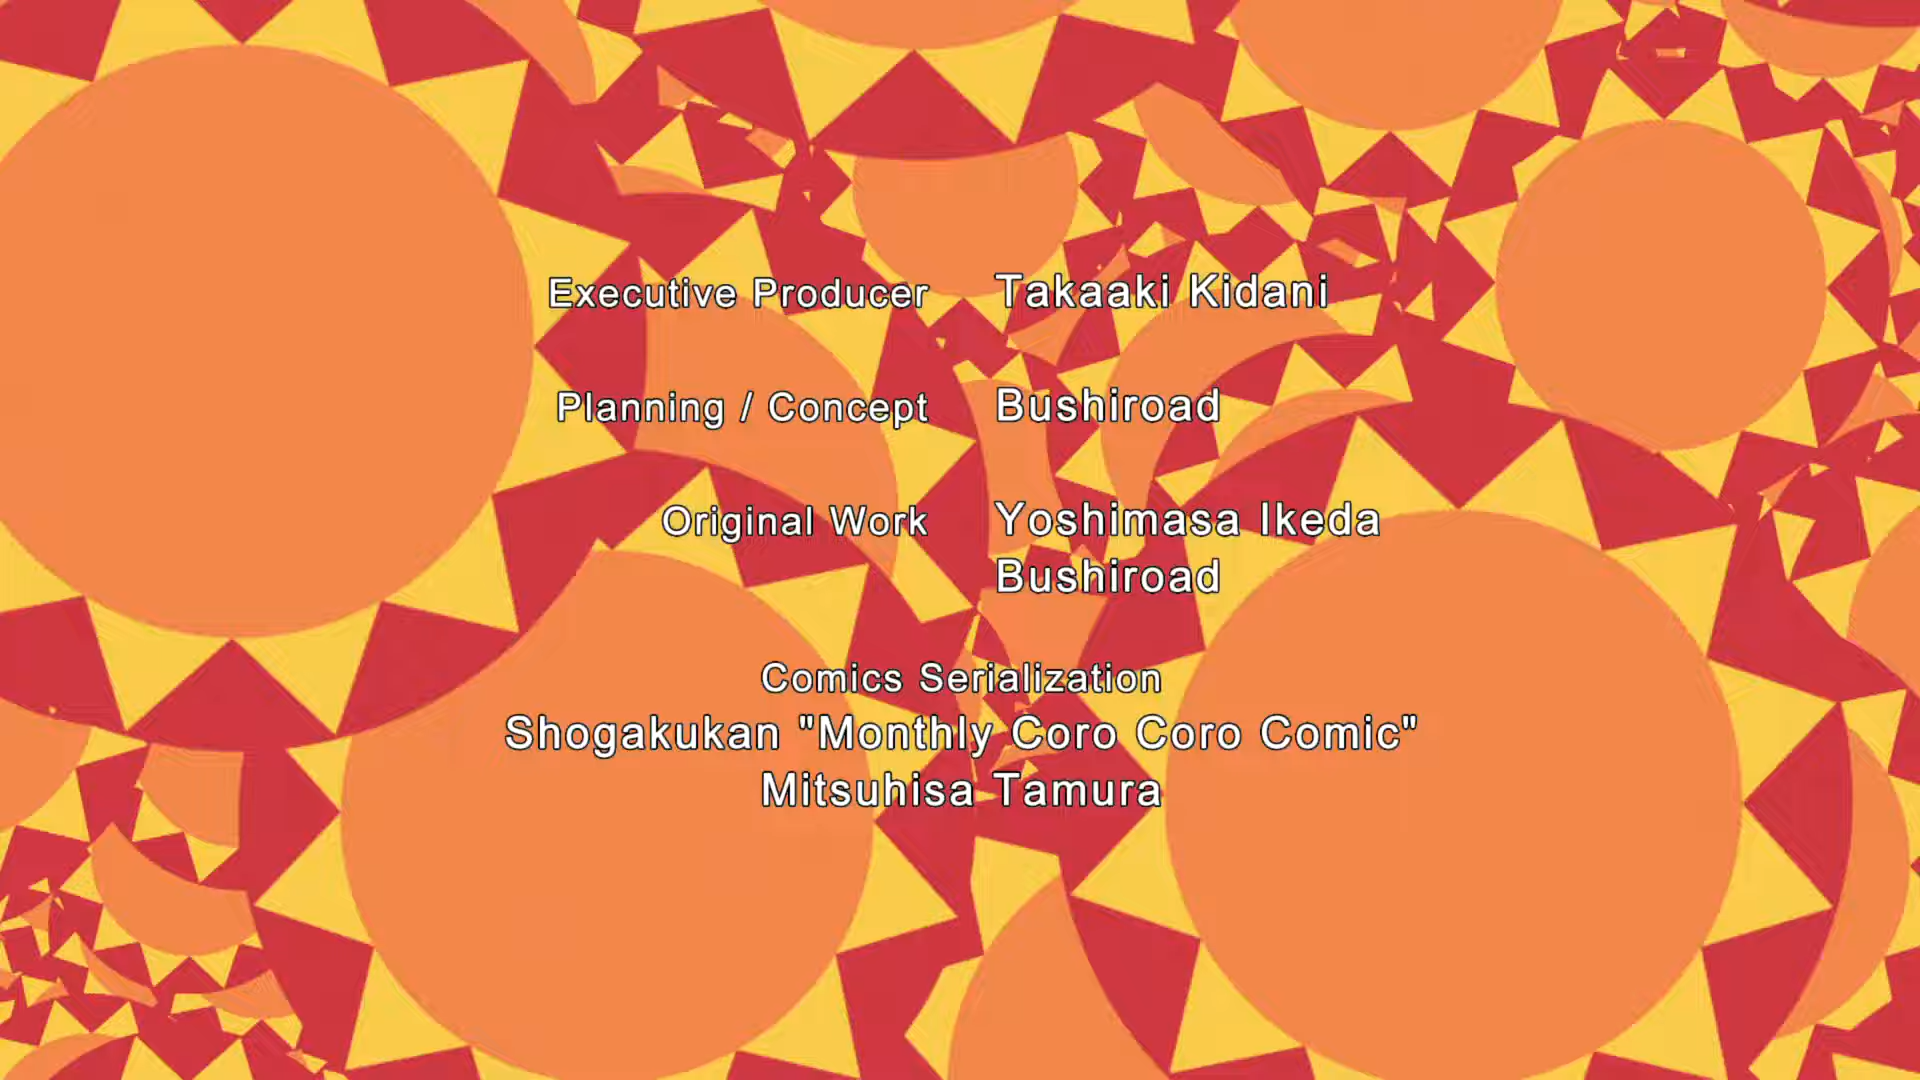 Executive Producer Takaaki Kidani
Planning / Concept Bushiroad
Original Work Yoshimasa Ikeda
Bushiroad
Comics Serialization
Shogakukan "Monthly Coro Coro Comic"
Mitsuhisa Tamura